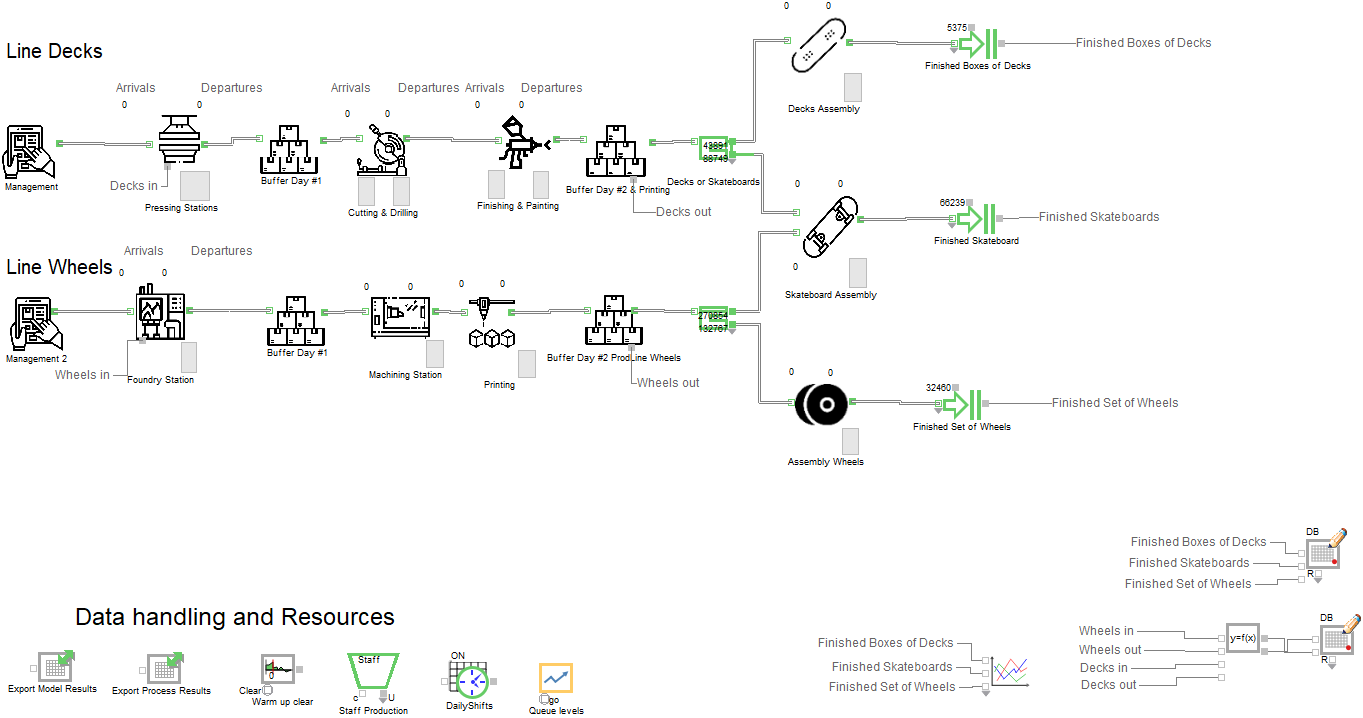 0 0
5375
Finished Boxes of Decks
Finished Boxes of Decks
Line Decks
Arrivals Departures Arrivals Departures Arrivals Departures
0 0 0 0 0 0
Decks Assembly
43891
88749
Management
Decks in
Pressing Stations
Buffer Day #1
Cutting & Drilling
Finishing & Painting
Buffer Day #2 & Printing
Decks out
Decks or Skateboards
0 0
66239
Finished Skateboards
Finished Skateboard
0
Skateboard Assembly
Arrivals Departures
Line Wheels
0 0 0 0 0 0
270854
132767
Management 2
Wheels in
Foundry Station
Buffer Day #1
Machining Station
Printing
Buffer Day #2 ProdLine Wheels
Wheels out
0 0
32460
Finished Set of Wheels
Finished Set of Wheels
Assembly Wheels
DB
Finished Boxes of Decks
Finished Skateboards
Finished Set of Wheels
R
Data handling and Resources
Export Model Results
Export Process Results
0
Clear
Warm up clear
Staff
C U
Staff Production
ON
DailyShifts
go
Queue levels
Finished Boxes of Decks
Finished Skateboards
Finished Set of Wheels
DB
Wheels in
Wheels out
Decks in
Decks out
y=f(x)
R